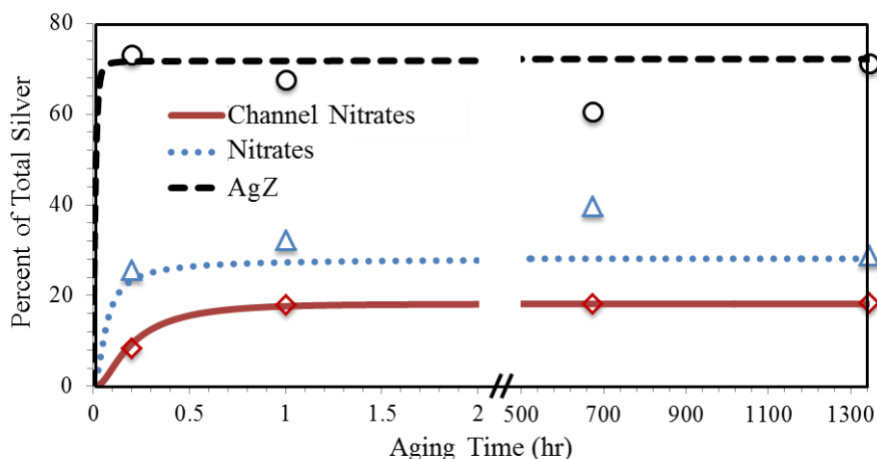 80
60
40
20
0
Percent of Total Silver
Channel Nitrates
Nitrates
AgZ
0 0.5 1 1.5 2 500 700 900 1100 1300
Aging Time (hr)